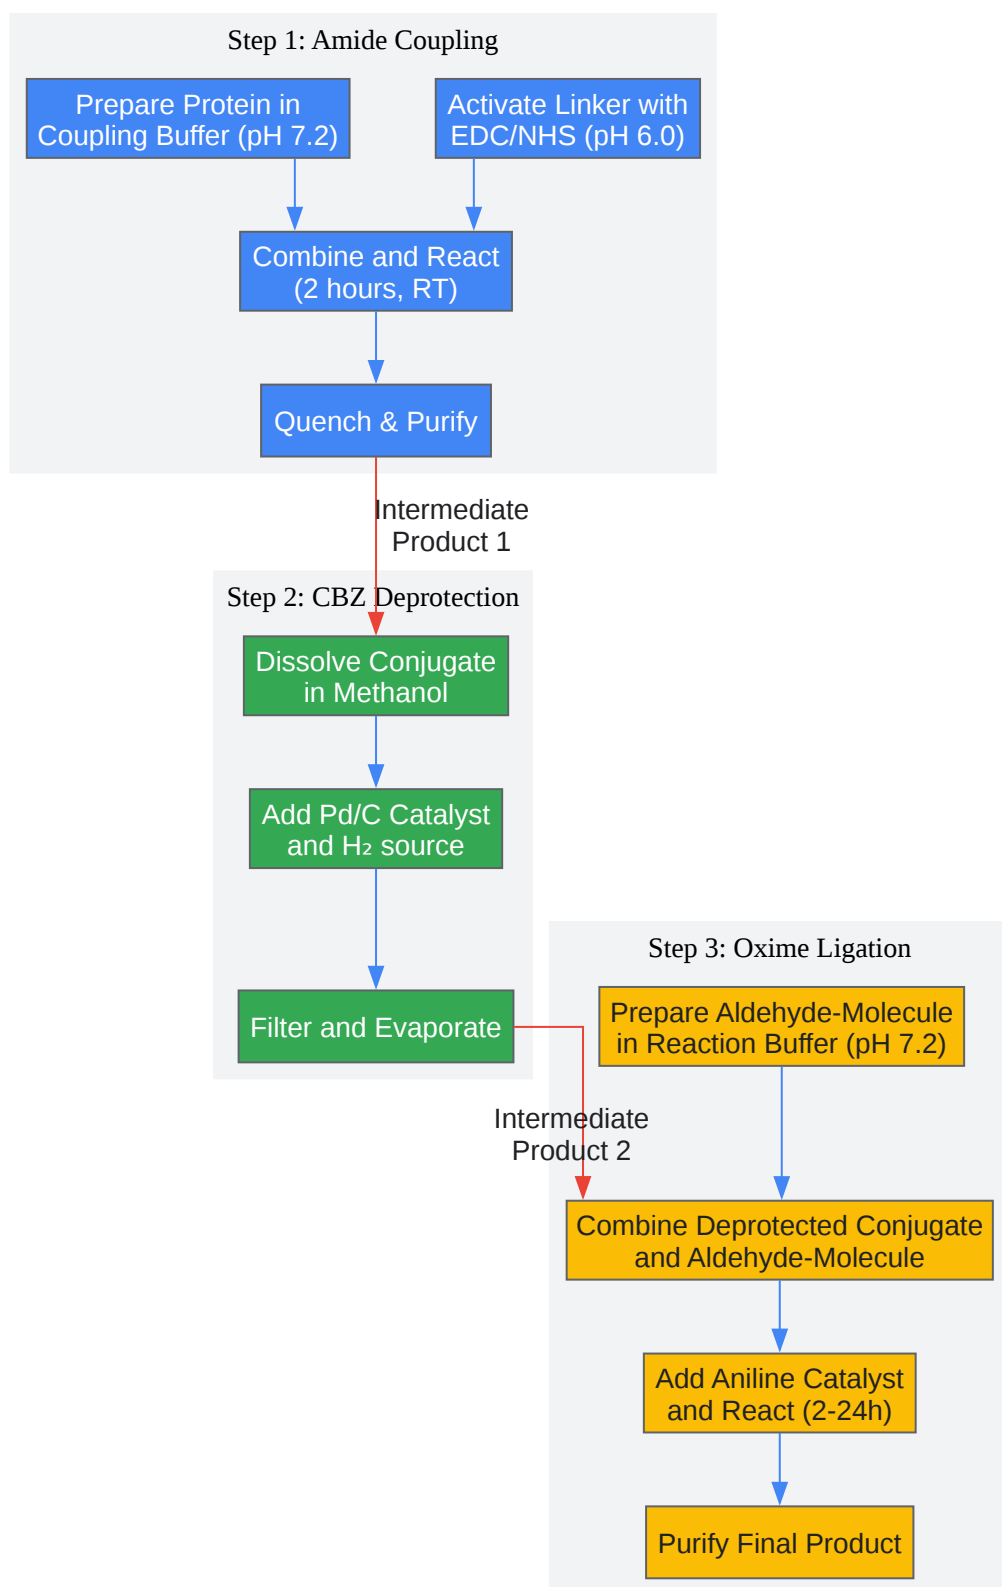 Step 1: Amide Coupling
Prepare Protein in
Coupling Buffer (pH 7.2)
Activate Linker with
EDC/NHS (pH 6.0)
Combine and React
(2 hours, RT)
Quench & Purify
Intermediate
Product 1
Step 2: CBZ Deprotection
Dissolve Conjugate
in Methanol
Add Pd/C Catalyst
and H₂ source
Filter and Evaporate
Step 3: Oxime Ligation
Prepare Aldehyde-Molecule
in Reaction Buffer (pH 7.2)
Intermediate
Product 2
Combine Deprotected Conjugate
and Aldehyde-Molecule
Add Aniline Catalyst
and React (2-24h)
Purify Final Product